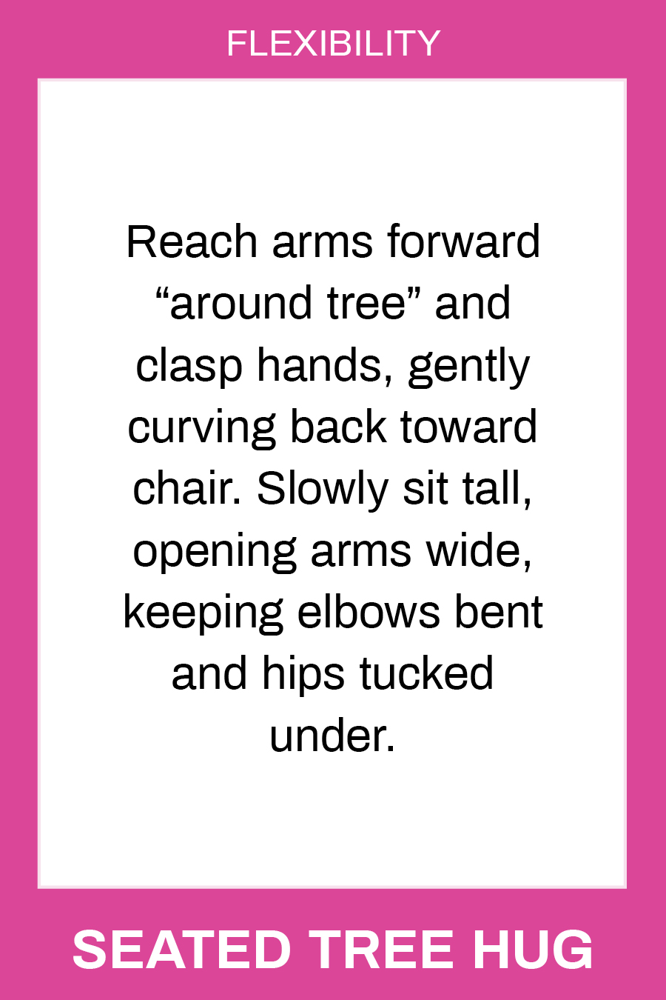 FLEXIBILITY
Reach arms forward
“around tree” and
clasp hands, gently
curving back toward
chair. Slowly sit tall,
opening arms wide,
keeping elbows bent
and hips tucked
under.
SEATED TREE HUG